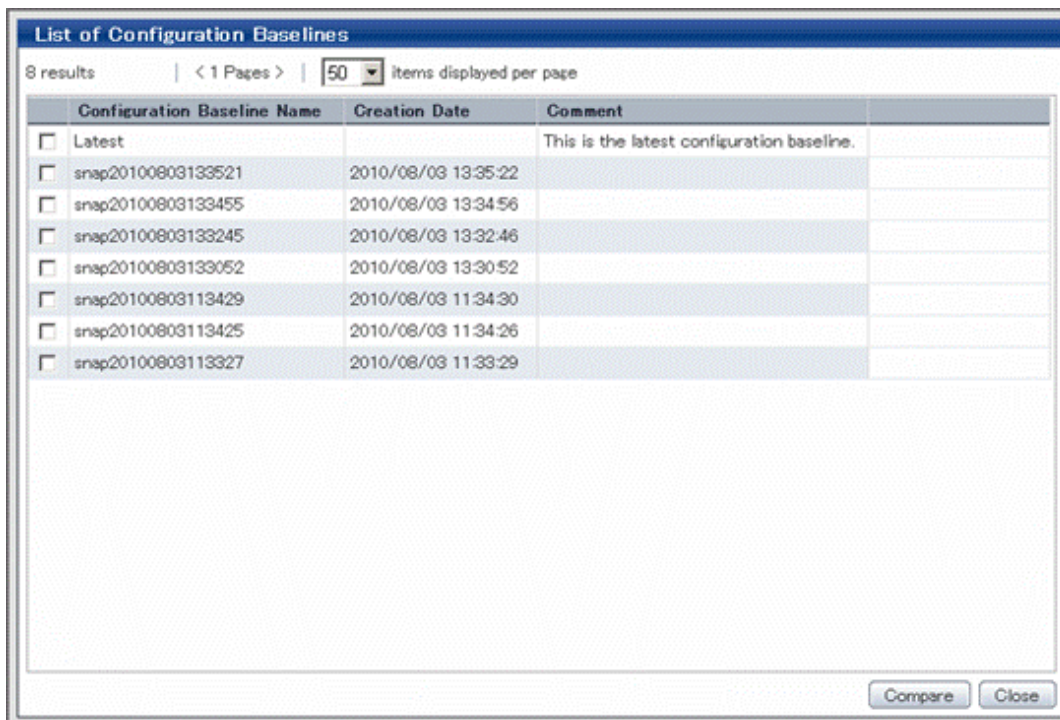 List of Configuration Baselines
8 results | < 1 Pages > | 50 items displayed per page
Configuration Baseline Name Creation Date Comment
Latest This is the latest configuration baseline.
snap20100803133521 2010/08/03 13:35:22
snap20100803133455 2010/08/03 13:34:56
snap20100803133245 2010/08/03 13:32:46
snap20100803133052 2010/08/03 13:30:52
snap20100803113429 2010/08/03 11:34:30
snap20100803113425 2010/08/03 11:34:26
snap20100803113327 2010/08/03 11:33:29
Compare Close